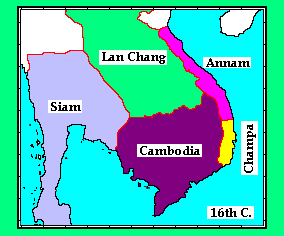 Lan Chang
Annam
Siam
Cambodia
Champa
16th C.